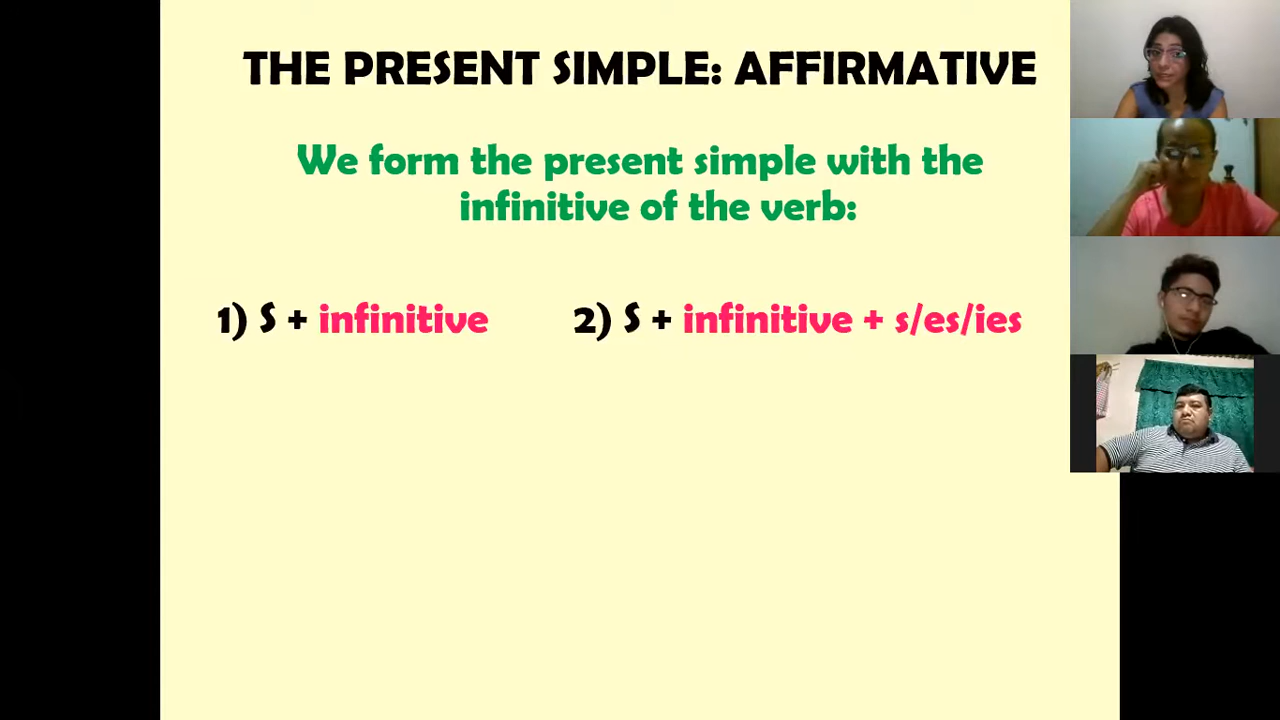 THE PRESENT SIMPLE: AFFIRMATIVE
We form the present simple with the
infinitive of the verb:
1) S + infinitive 2) S + infinitive + s/es/ies